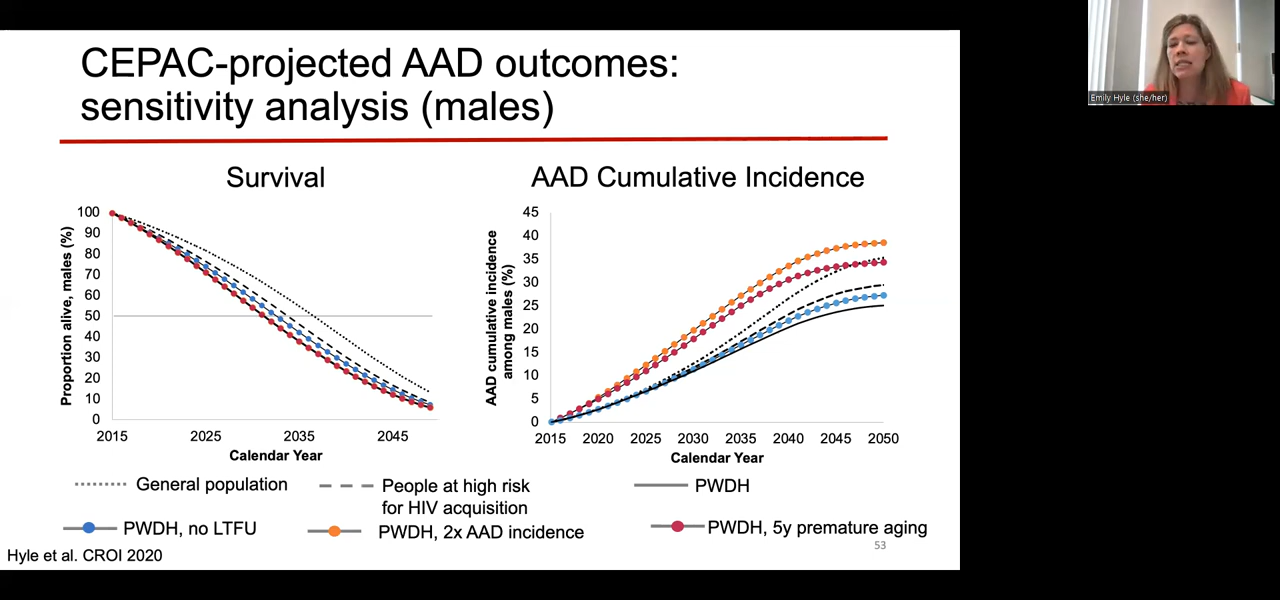 CEPAC-projected AAD outcomes:
sensitivity analysis (males)
Emily Hyle (she/her)
Survival
Proportion alive, males (%)
100
90
80
70
60
50
40
30
20
10
0
2015
2025
2035
2045
Calendar Year
AAD Cumulative Incidence
AAD cumulative incidence
among males (%)
45
40
35
30
25
20
15
10
5
0
2015
2020
2025
2030
2035
2040
2045
2050
Calendar Year
General population
People at high risk
for HIV acquisition
PWDH
PWDH, no LTFU
PWDH, 2x AAD incidence
PWDH, 5y premature aging
53
Hyle et al. CROI 2020